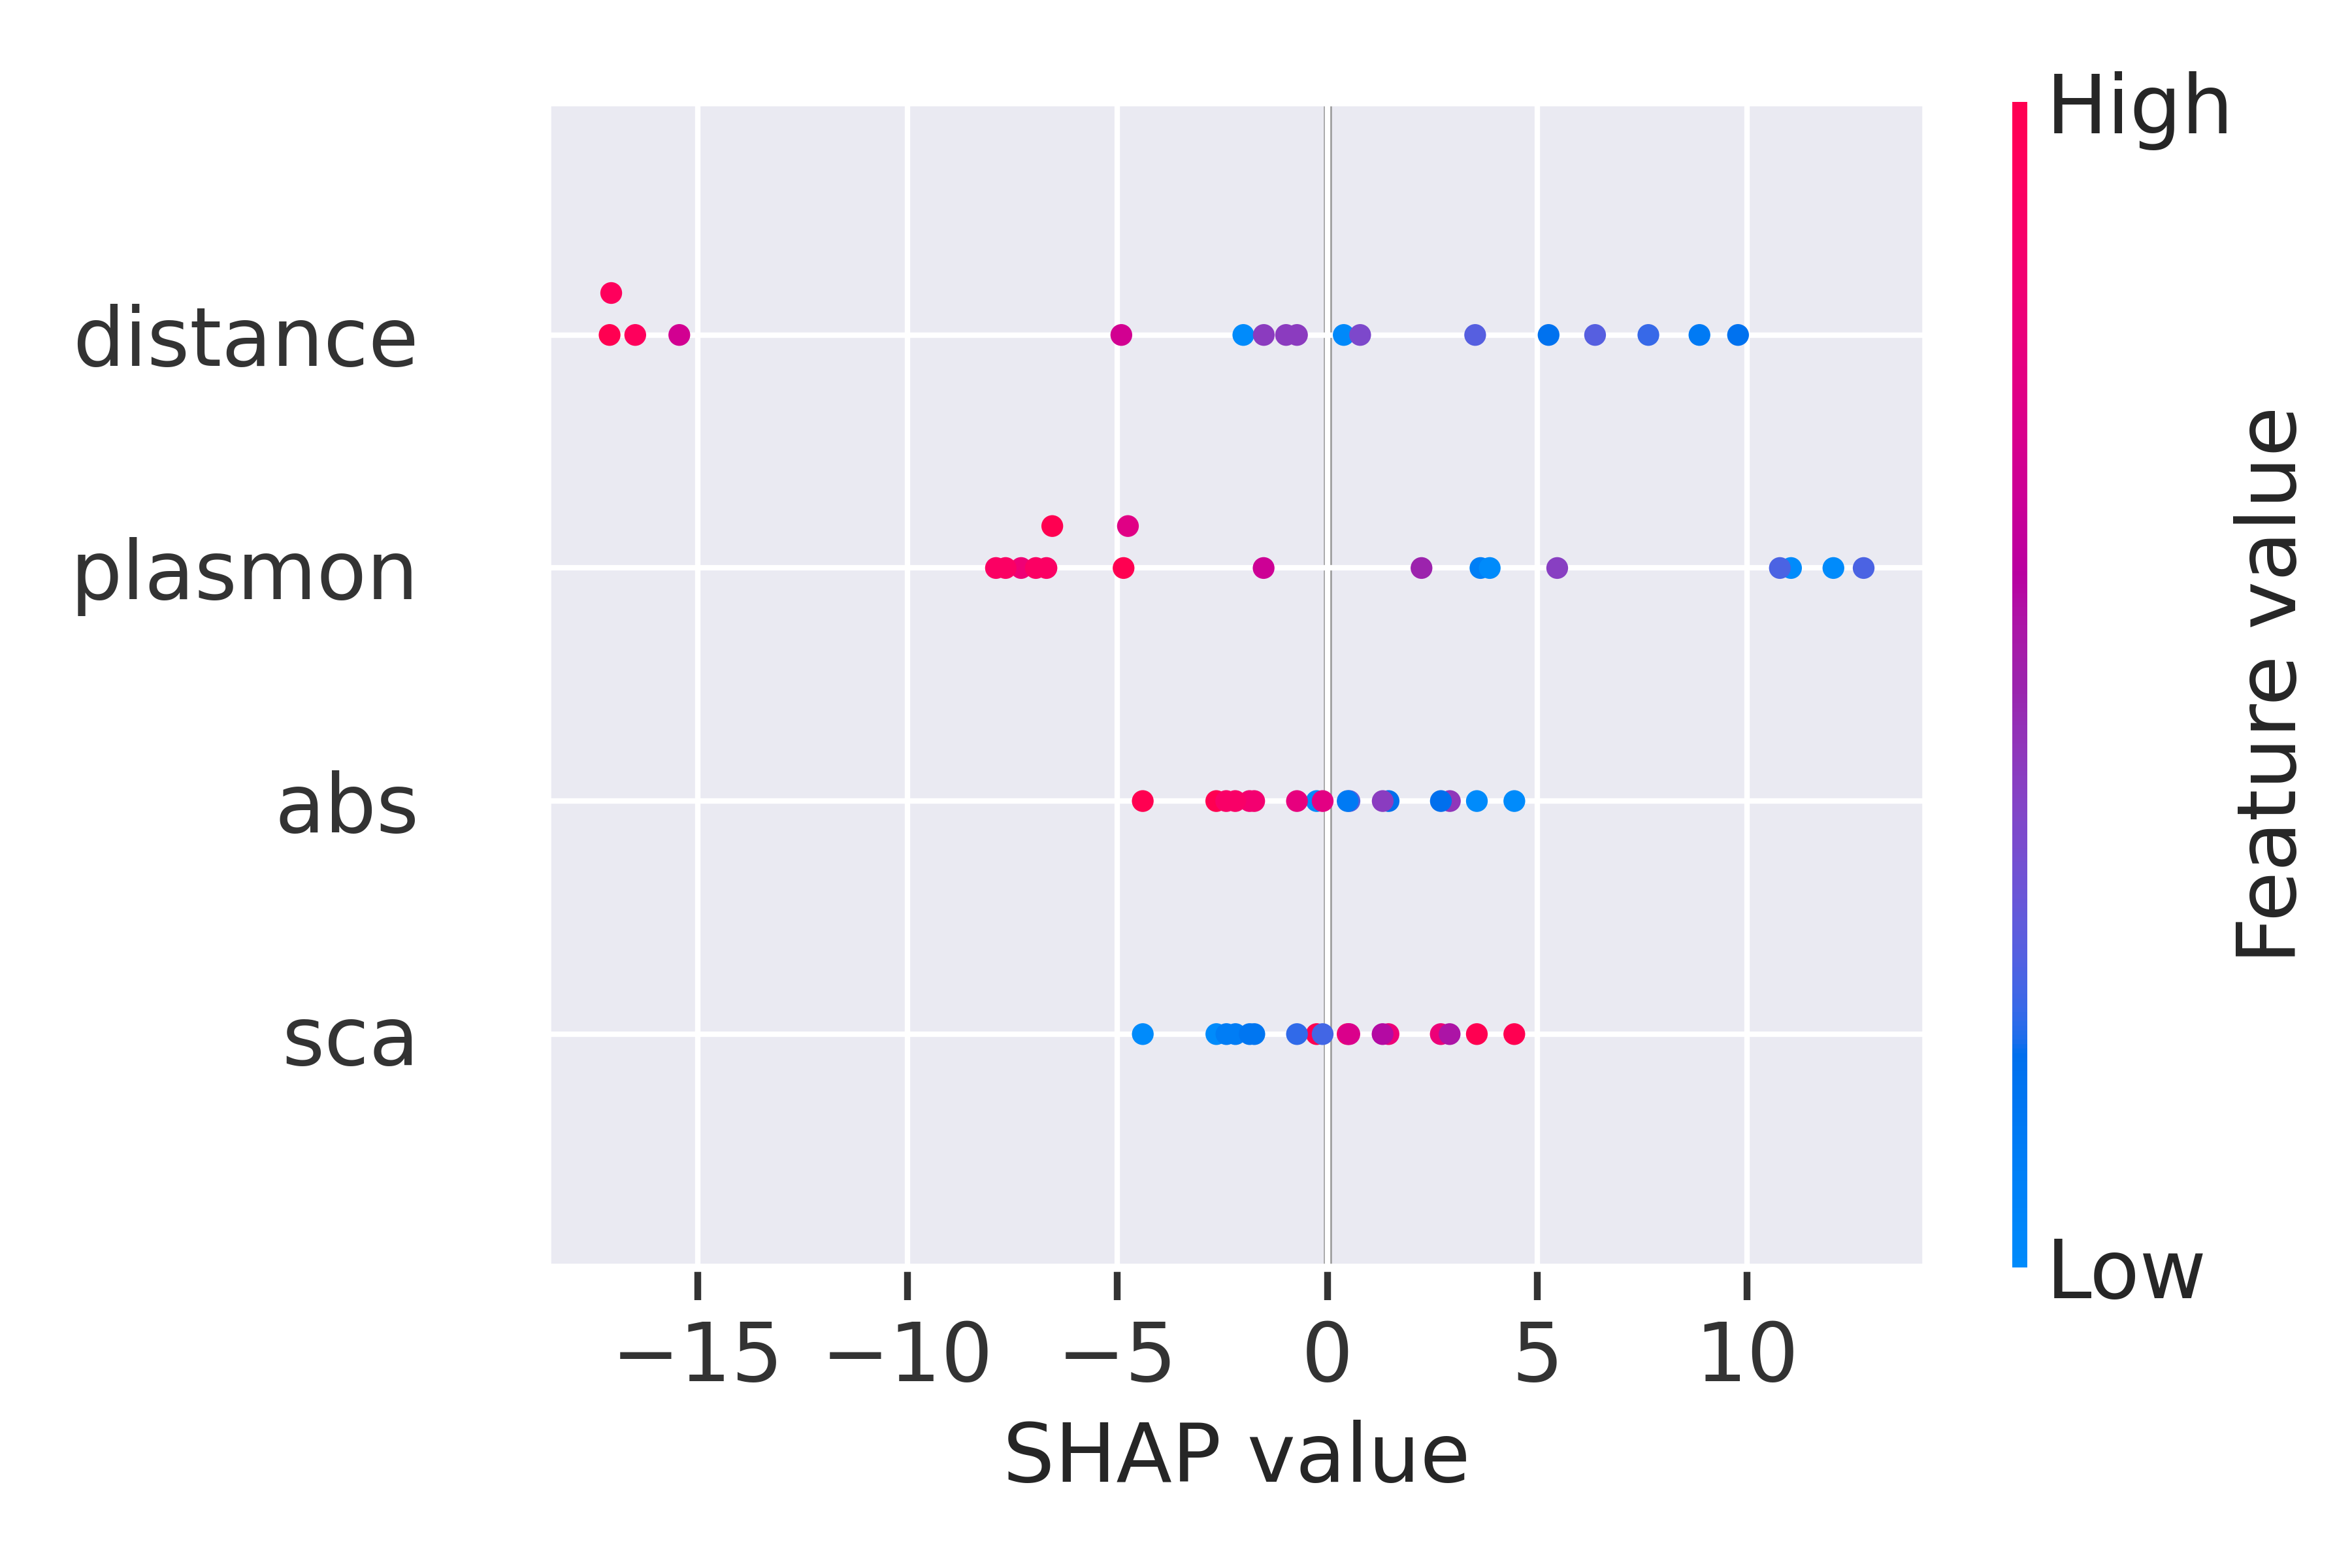 High
distance
plasmon
abs
sca
Feature value
Low
−15 −10 −5 0 5 10
SHAP value